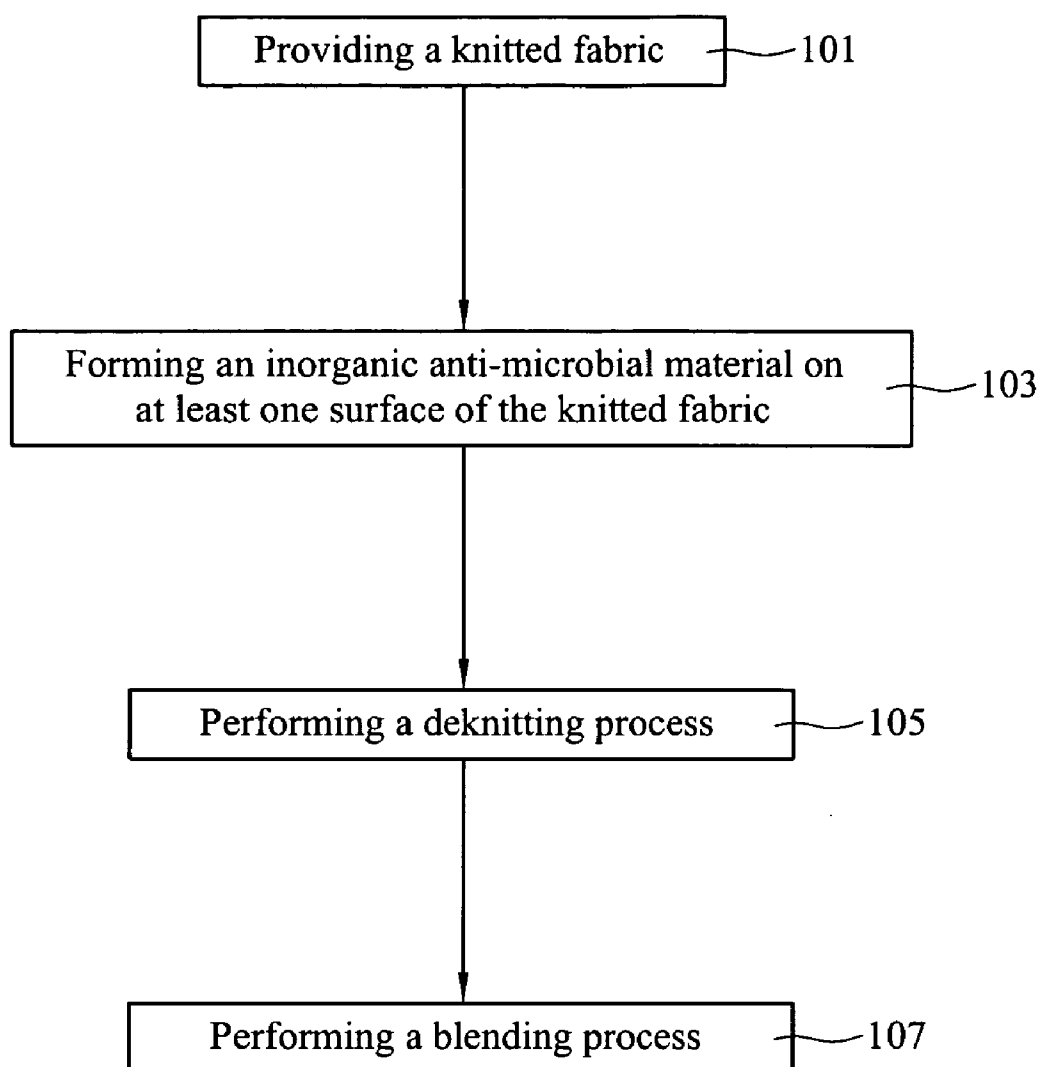 Providing a knitted fabric 101
Forming an inorganic anti-microbial material on
at least one surface of the knitted fabric 103
Performing a deknitting process 105
Performing a blending process 107